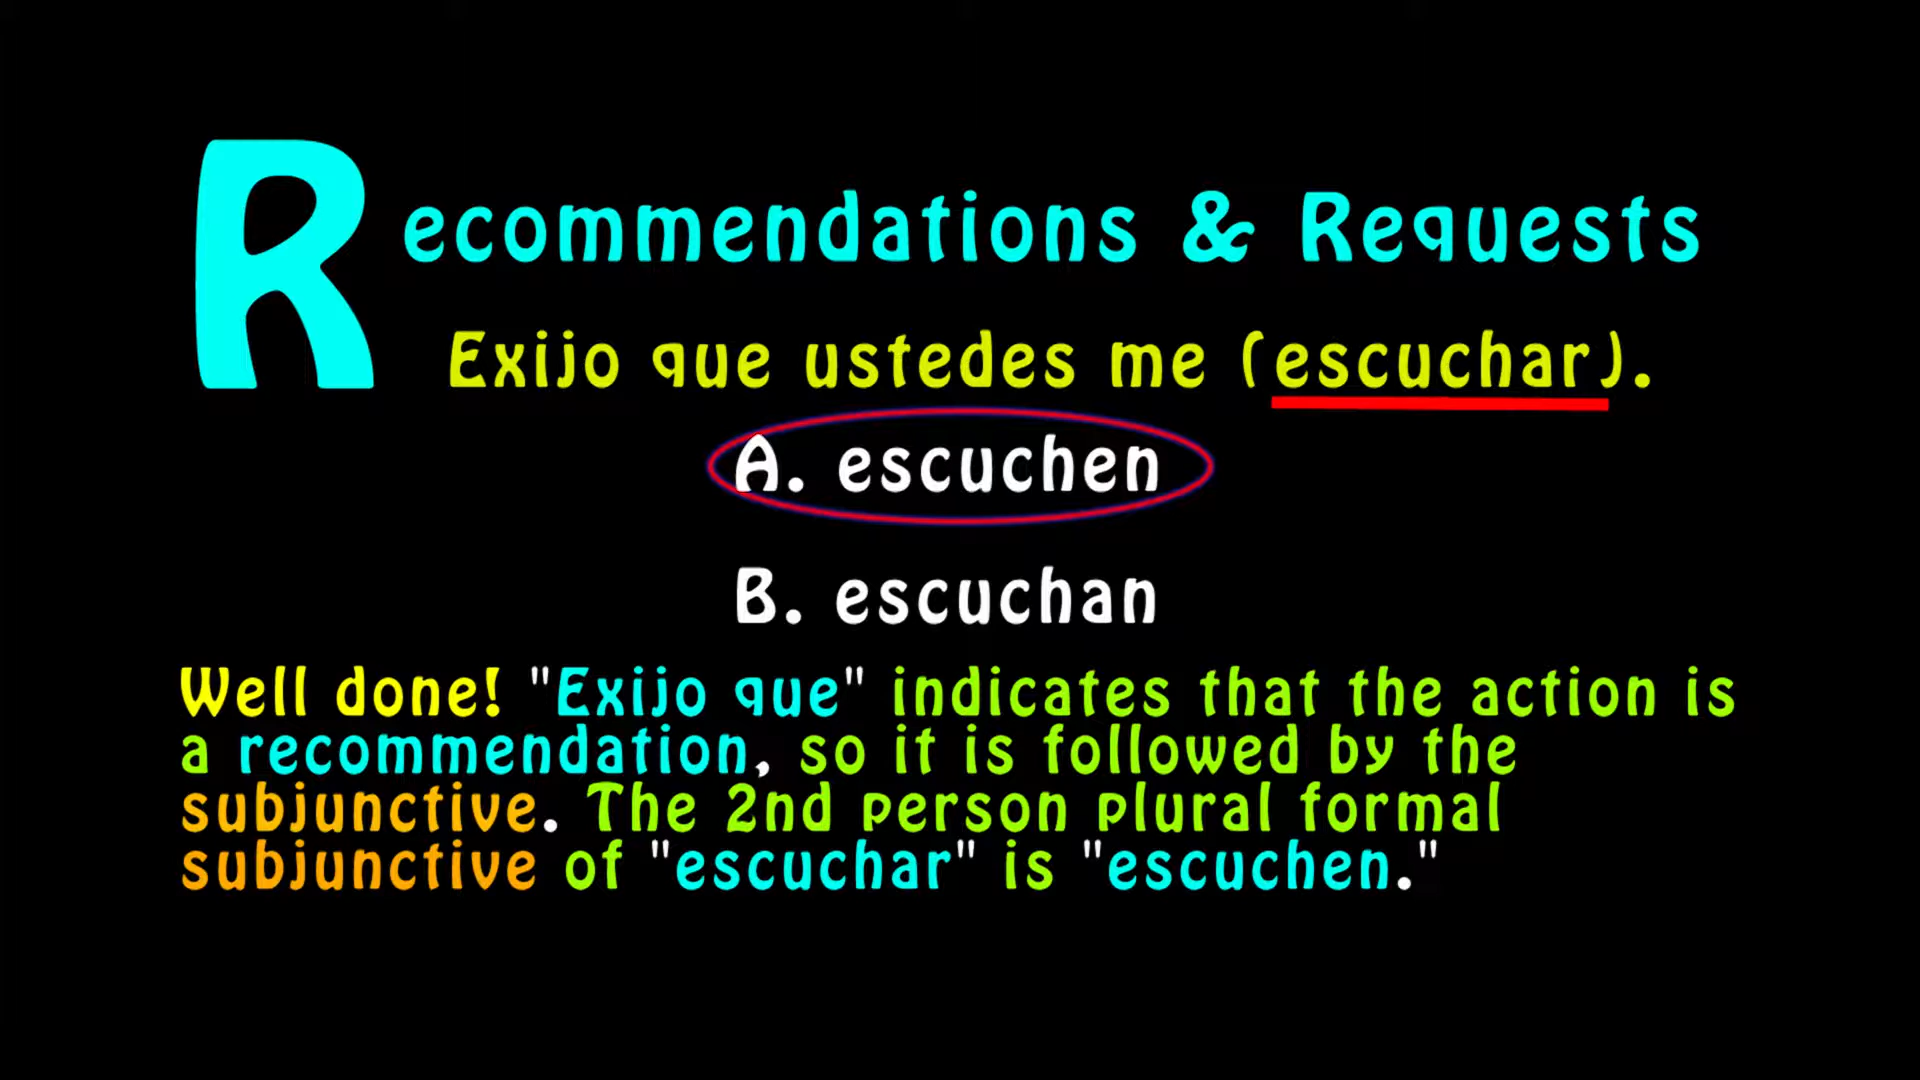 Recommendations & Requests
Exijo que ustedes me (escuchar).
A. escuchen
B. escuchan
Well done! "Exijo que" indicates that the action is
a recommendation, so it is followed by the
subjunctive. The 2nd person plural formal
subjunctive of "escuchar" is "escuchen."